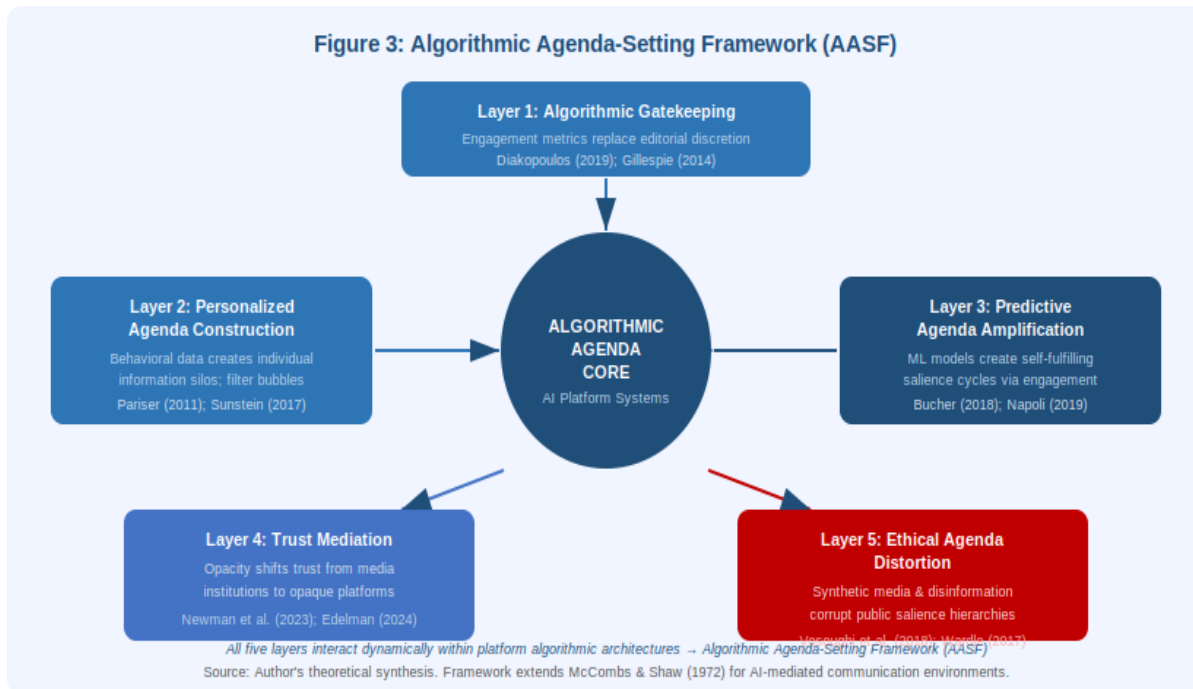 Figure 3: Algorithmic Agenda-Setting Framework (AASF)
Layer 1: Algorithmic Gatekeeping
Engagement metrics replace editorial discretion
Diakopoulos (2019); Gillespie (2014)
Layer 2: Personalized
Agenda Construction
Behavioral data creates individual
information silos; filter bubbles
Pariser (2011); Sunstein (2017)
ALGORITHMIC
AGENDA
CORE
AI Platform Systems
Layer 3: Predictive
Agenda Amplification
ML models create self-fulfilling
salience cycles via engagement
Bucher (2018); Napoli (2019)
Layer 4: Trust Mediation
Opacity shifts trust from media
institutions to opaque platforms
Newman et al. (2023); Edelman (2024)
Layer 5: Ethical Agenda
Distortion
Synthetic media & disinformation
corrupt public salience hierarchies
Vosoughi et al. (2018); Wardle (2017)
All five layers interact dynamically within platform algorithmic architectures → Algorithmic Agenda-Setting Framework (AASF)
Source: Author's theoretical synthesis. Framework extends McCombs & Shaw (1972) for AI-mediated communication environments.